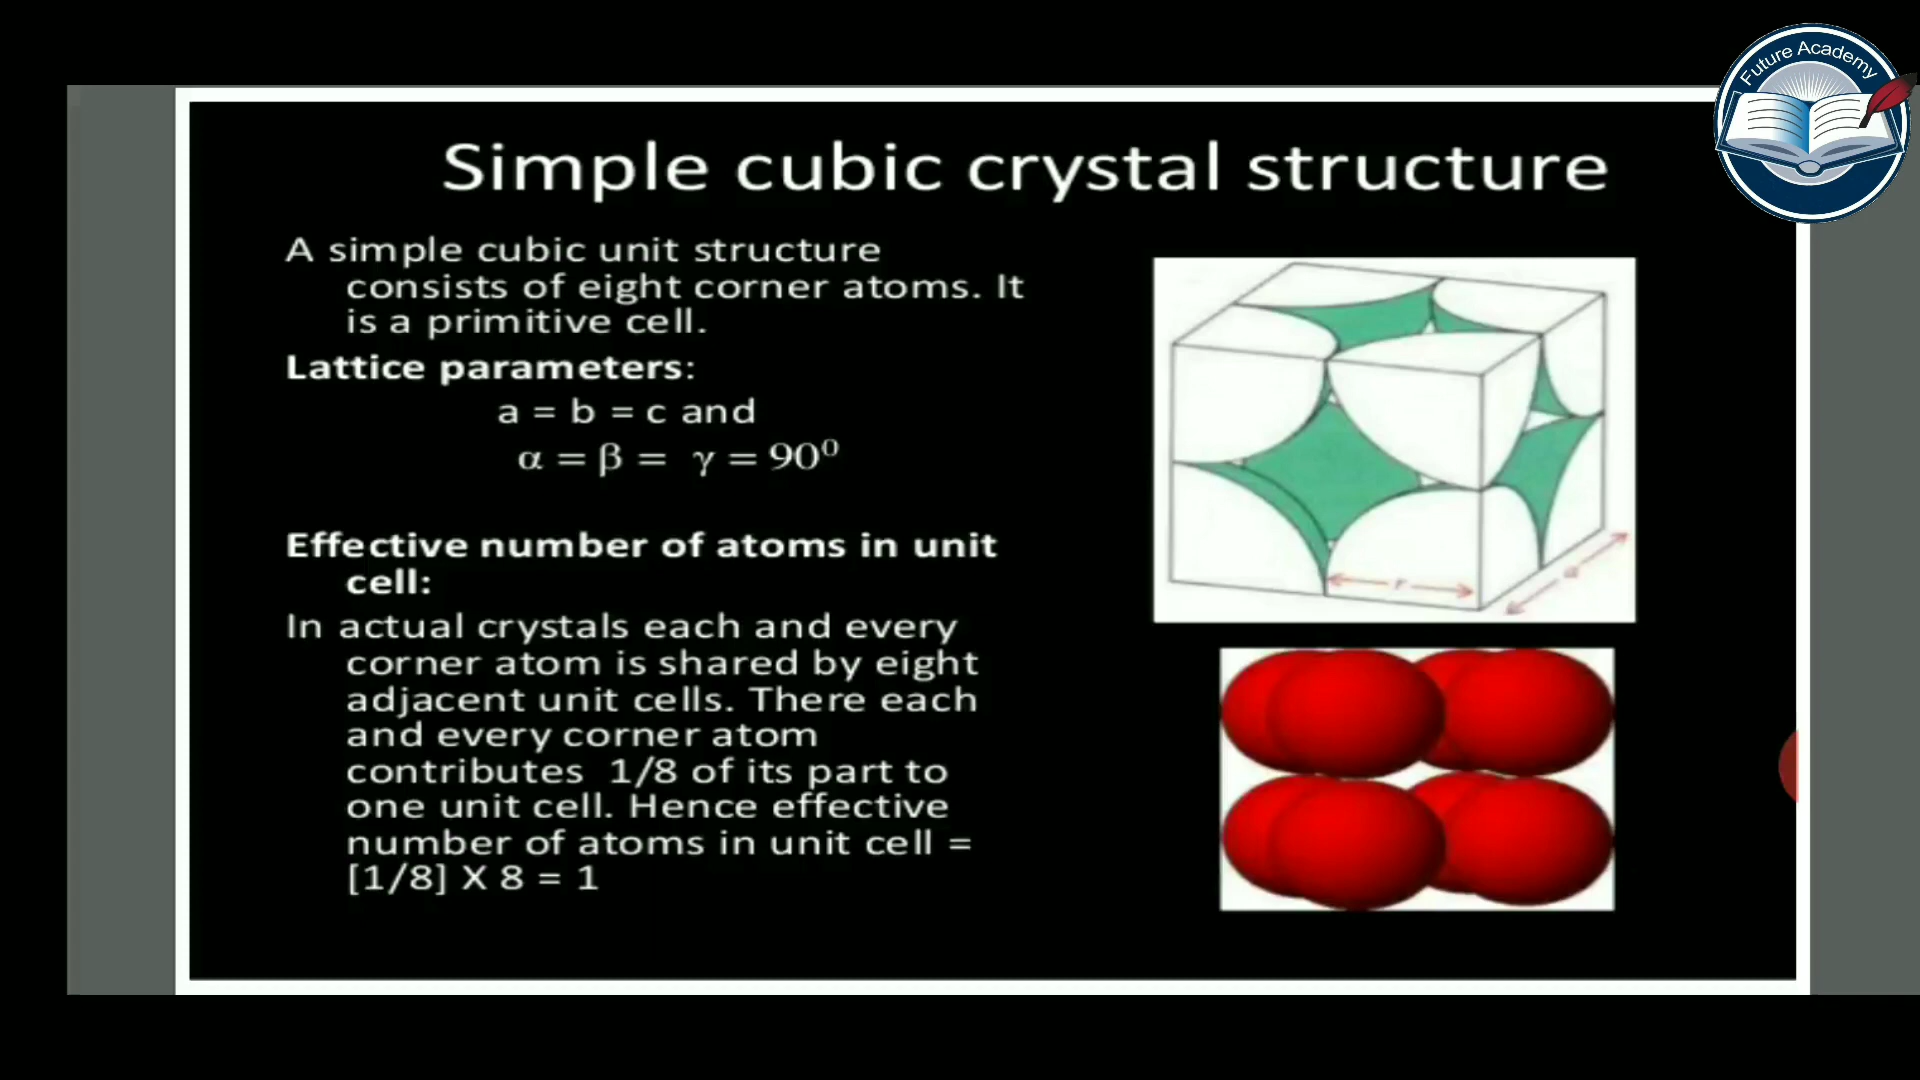 Future Academy
Simple cubic crystal structure
A simple cubic unit structure
consists of eight corner atoms. It
is a primitive cell.
Lattice parameters:
a = b = c and
α = β = γ = 90⁰
Effective number of atoms in unit
cell:
In actual crystals each and every
corner atom is shared by eight
adjacent unit cells. There each
and every corner atom
contributes 1/8 of its part to
one unit cell. Hence effective
number of atoms in unit cell =
[1/8] X 8 = 1
r
a